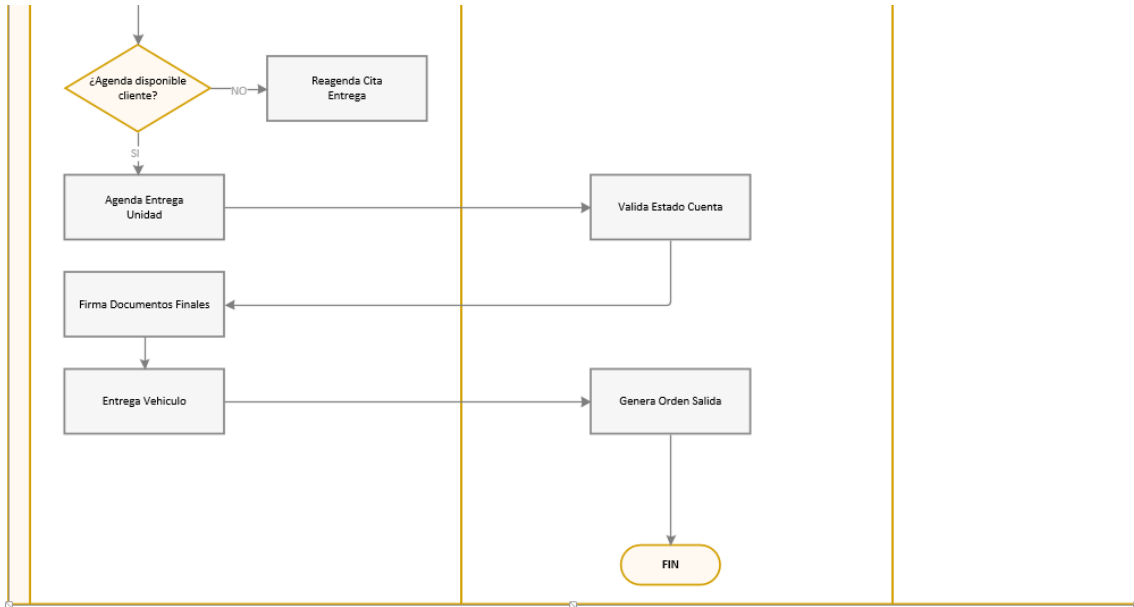 ¿Agenda disponible
cliente?
NO
Reagenda Cita
Entrega
SI
Agenda Entrega
Unidad
Valida Estado Cuenta
Firma Documentos Finales
Entrega Vehiculo
Genera Orden Salida
FIN